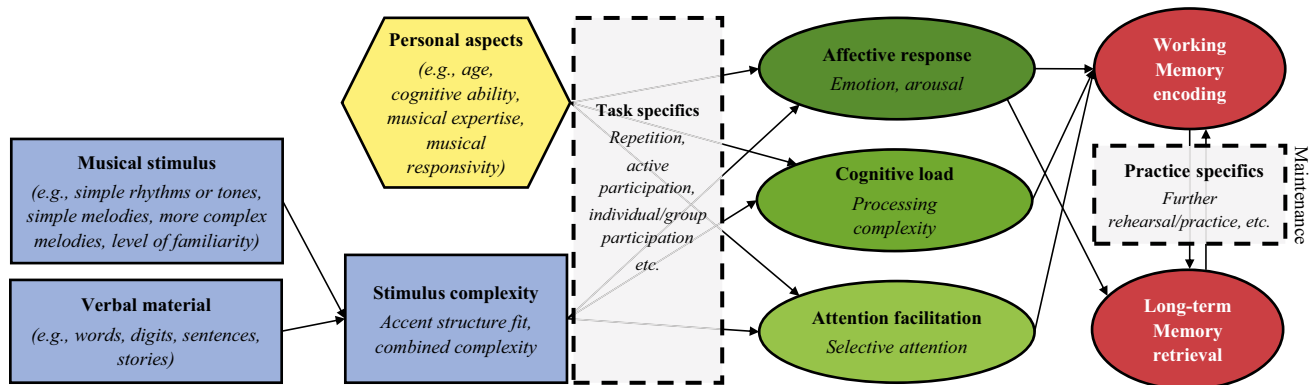 Musical stimulus
(e.g., simple rhythms or tones,
simple melodies, more complex
melodies, level of familiarity)
Verbal material
(e.g., words, digits, sentences,
stories)
Personal aspects
(e.g., age,
cognitive ability,
musical expertise,
musical
responsivity)
Stimulus complexity
Accent structure fit,
combined complexity
Task specifics
Repetition,
active
participation,
individual/group
participation
etc.
Affective response
Emotion, arousal
Cognitive load
Processing
complexity
Attention facilitation
Selective attention
Working
Memory
encoding
Practice specifics
Further
rehearsal/practice, etc.
Maintenance
Long-term
Memory
retrieval